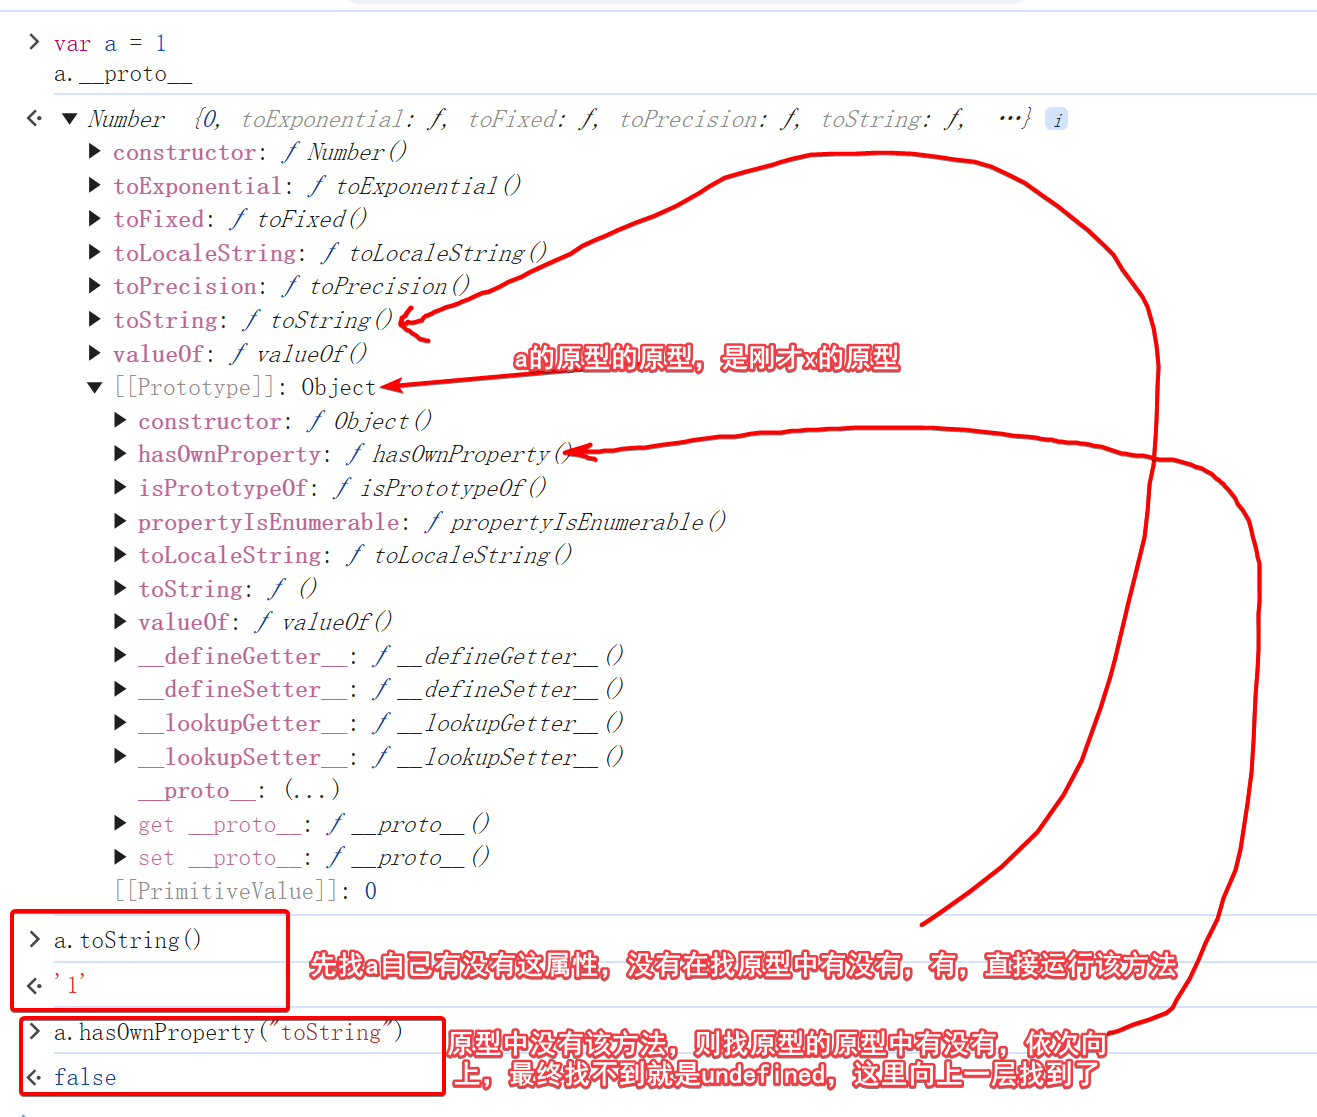 var a = 1
a.__proto__
Number {0, toExponential: ƒ, toFixed: ƒ, toPrecision: ƒ, toString: ƒ, …} i
constructor: ƒ Number()
toExponential: ƒ toExponential()
toFixed: ƒ toFixed()
toLocaleString: ƒ toLocaleString()
toPrecision: ƒ toPrecision()
toString: ƒ toString()
valueOf: ƒ valueOf()
a的原型的原型，是刚才x的原型
[[Prototype]]: Object
constructor: ƒ Object()
hasOwnProperty: ƒ hasOwnProperty()
isPrototypeOf: ƒ isPrototypeOf()
propertyIsEnumerable: ƒ propertyIsEnumerable()
toLocaleString: ƒ toLocaleString()
toString: ƒ ()
valueOf: ƒ valueOf()
__defineGetter__: ƒ __defineGetter__()
__defineSetter__: ƒ __defineSetter__()
__lookupGetter__: ƒ __lookupGetter__()
__lookupSetter__: ƒ __lookupSetter__()
__proto__: (...)
get __proto__: ƒ __proto__()
set __proto__: ƒ __proto__()
[[PrimitiveValue]]: 0
a.toString()
先找a自己有没有这属性，没有在找原型中有没有，有，直接运行该方法
'1'
a.hasOwnProperty("toString")
原型中没有该方法，则找原型的原型中有没有，依次向
上，最终找不到就是undefined，这里向上一层找到了
false